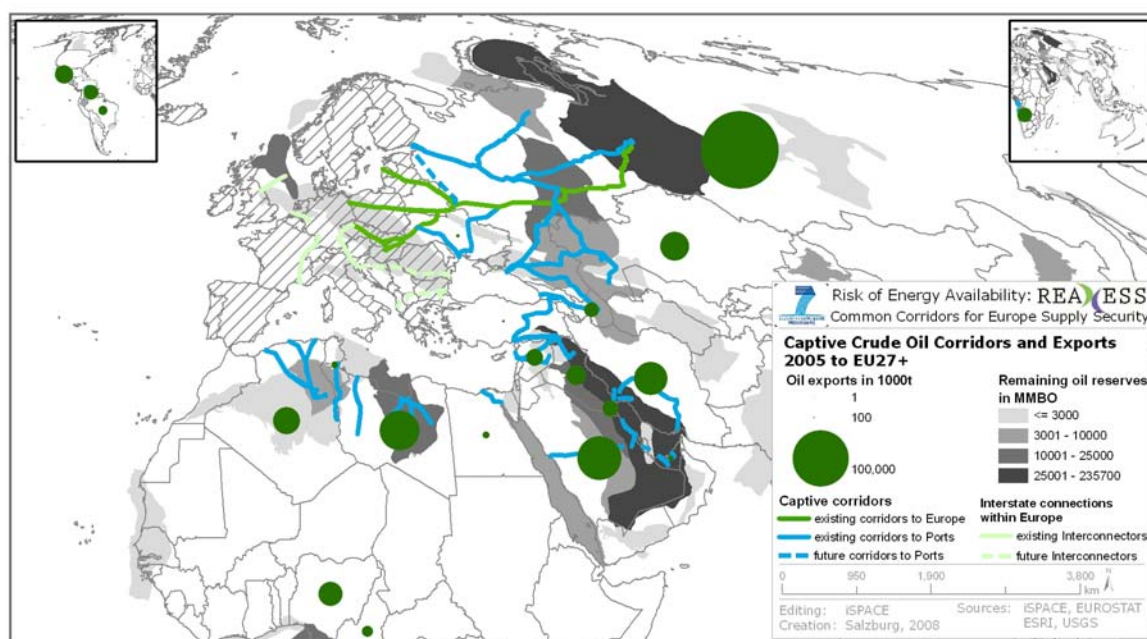 Risk of Energy Availability: REACCESS
Common Corridors for Europe Supply Security
Captive Crude Oil Corridors and Exports
2005 to EU27+
Oil exports in 1000t
1
100
100,000
Remaining oil reserves
in MMBO
<= 3000
3001 - 10000
10001 - 25000
25001 - 235700
Captive corridors
existing corridors to Europe
existing corridors to Ports
future corridors to Ports
Interstate connections
within Europe
existing Interconnectors
future Interconnectors
0 950 1,900 3,800
km
N
Editing: iSPACE
Creation: Salzburg, 2008
Sources: iSPACE, EUROSTAT
ESRI, USGS